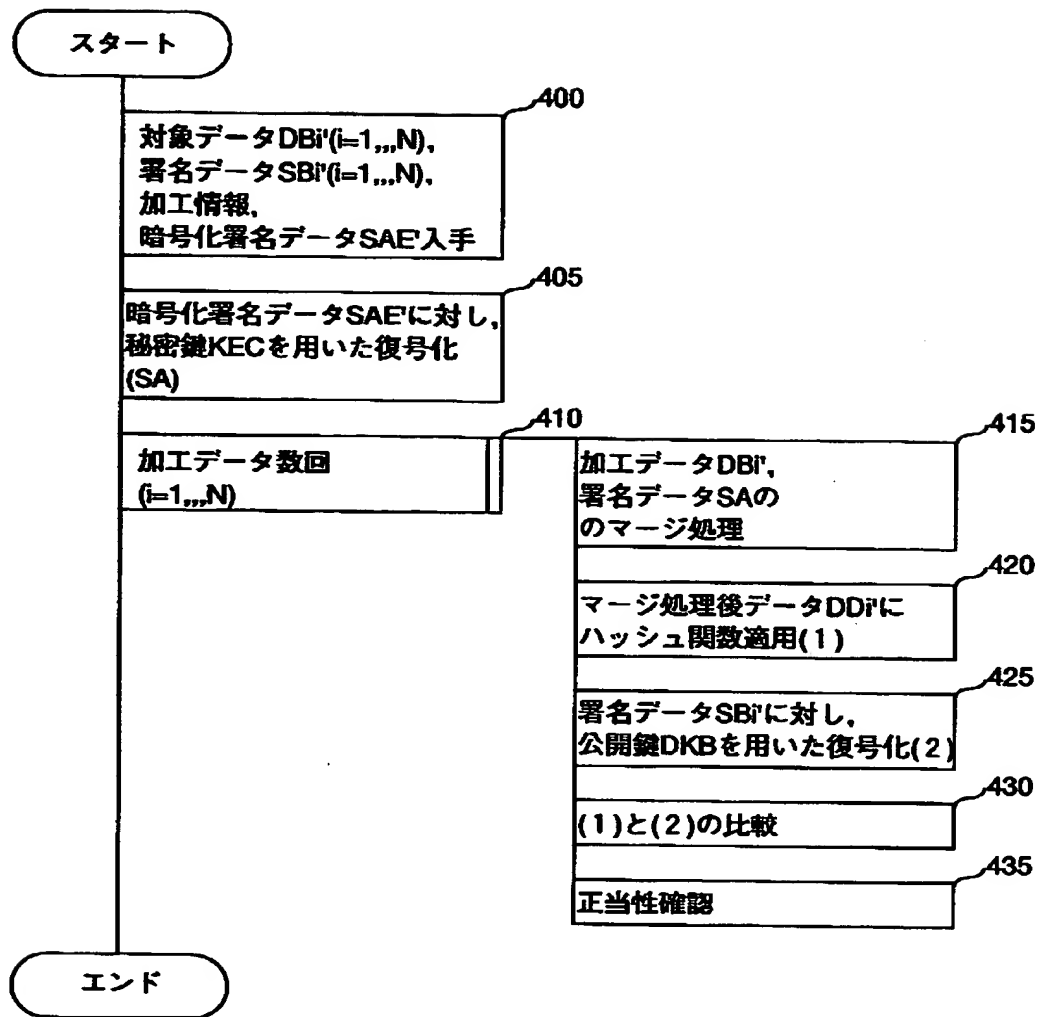 スタート
400
対象データDBi'(i=1,,,N),
署名データSBi'(i=1,,,N),
加工情報,
暗号化署名データSAE'入手
405
暗号化署名データSAE'に対し,
秘密鍵KECを用いた復号化
(SA)
410
加工データ数回
(i=1,,,N)
415
加工データDBi',
署名データSAの
のマージ処理
420
マージ処理後データDDi'に
ハッシュ関数適用(1)
425
署名データSBi'に対し,
公開鍵DKBを用いた復号化(2)
430
(1)と(2)の比較
435
正当性確認
エンド